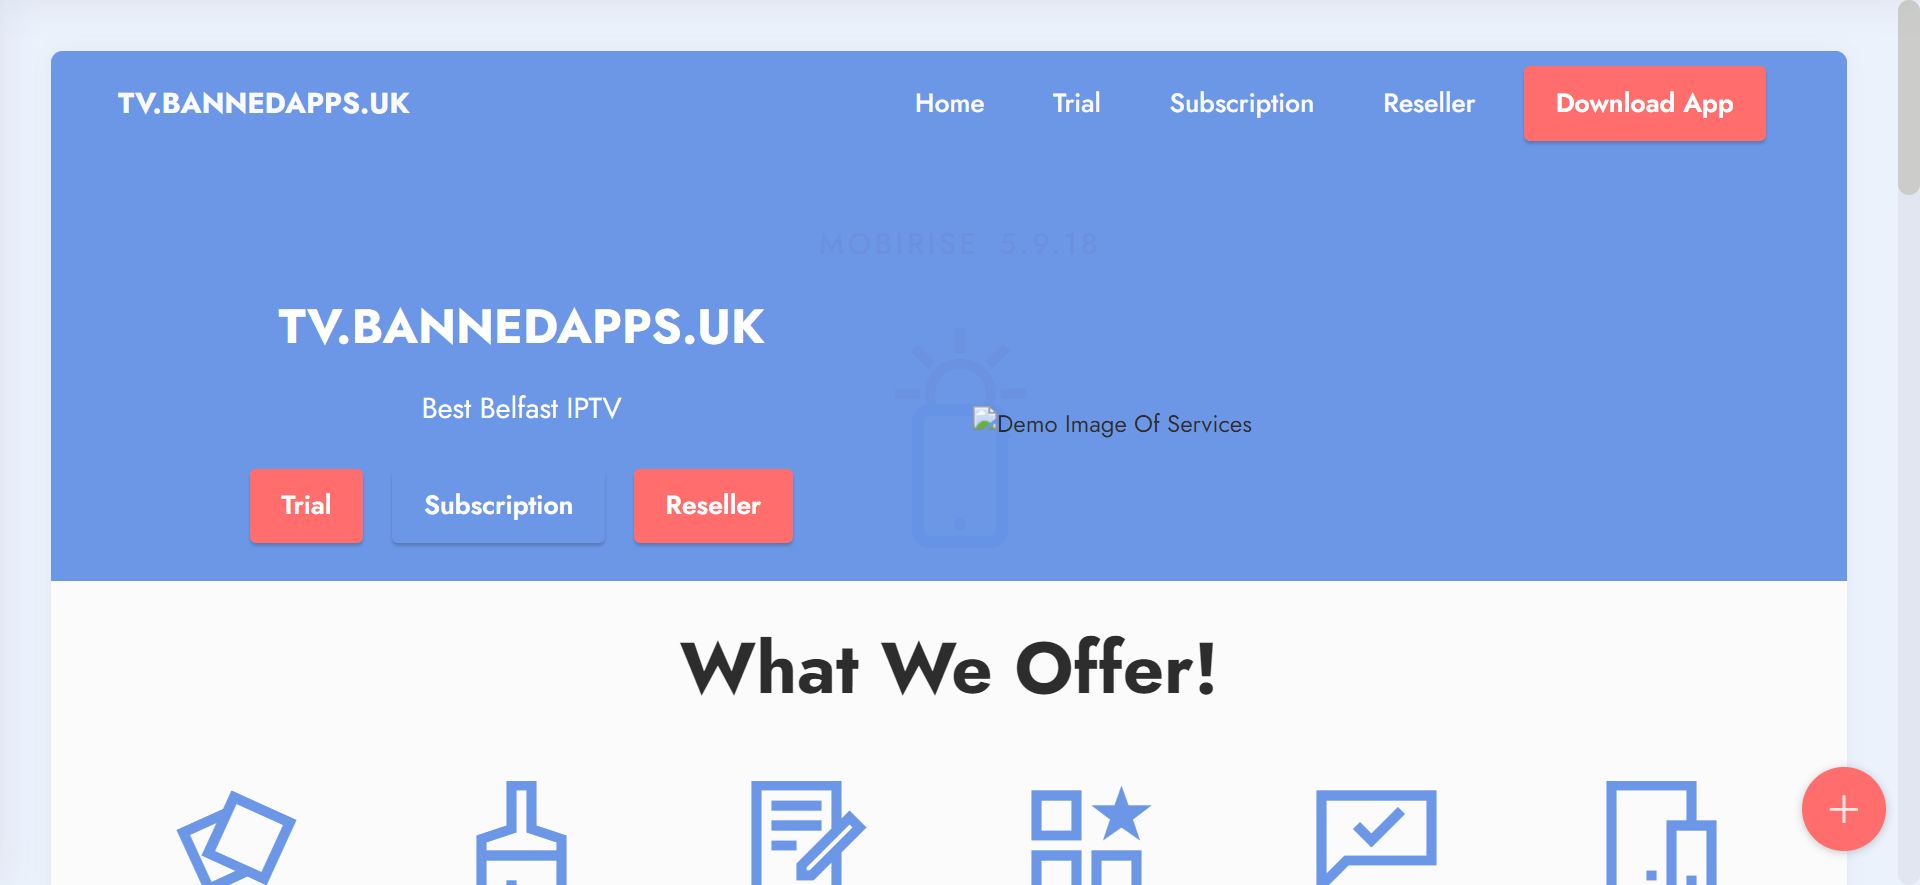 TV.BANNEDAPPS.UK
Home
Trial
Subscription
Reseller
Download App
MOBIRISE 5.9.18
TV.BANNEDAPPS.UK
Best Belfast IPTV
Demo Image Of Services
Trial
Subscription
Reseller
What We Offer!